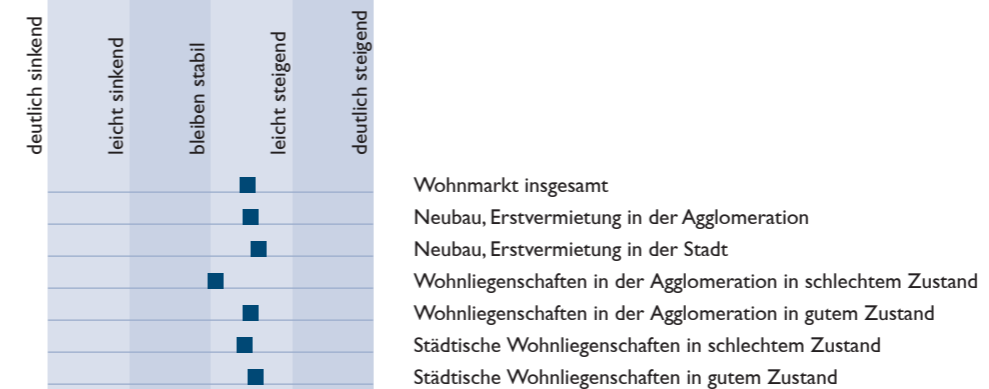 deutlich sinkend
leicht sinkend
bleiben stabil
leicht steigend
deutlich steigend
Wohnmarkt insgesamt
Neubau, Erstvermietung in der Agglomeration
Neubau, Erstvermietung in der Stadt
Wohnliegenschaften in der Agglomeration in schlechtem Zustand
Wohnliegenschaften in der Agglomeration in gutem Zustand
Städtische Wohnliegenschaften in schlechtem Zustand
Städtische Wohnliegenschaften in gutem Zustand